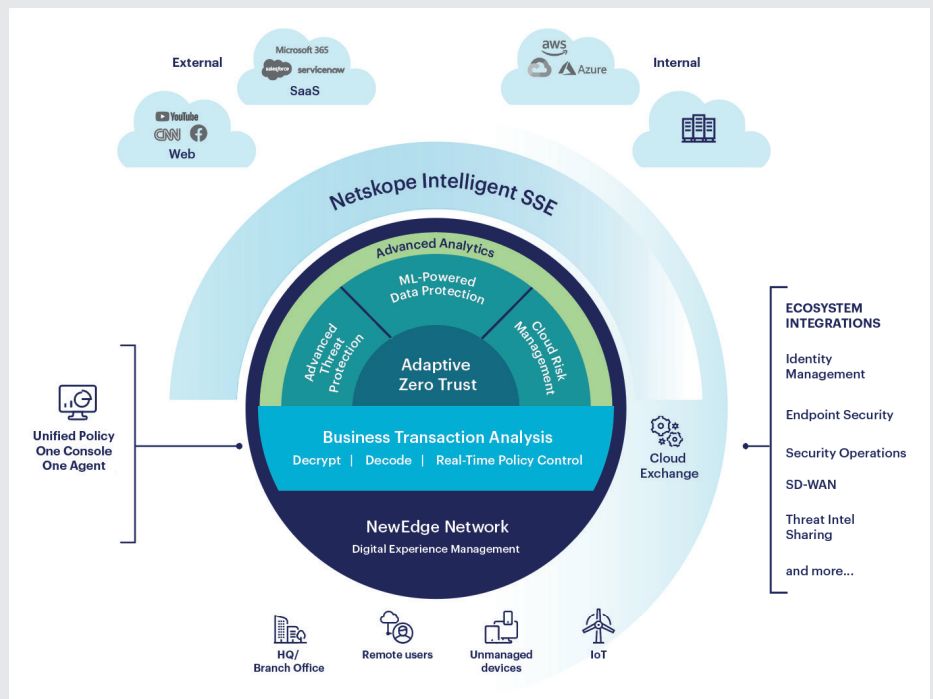 External
Microsoft 365
salesforce servicenow
SaaS
YouTube
CNN
Web
aws
Azure
Internal
Netskope Intelligent SSE
Advanced Analytics
ML-Powered
Data Protection
Advanced
Threat
Protection
Cloud Risk
Management
Adaptive
Zero Trust
Business Transaction Analysis
Decrypt | Decode | Real-Time Policy Control
NewEdge Network
Digital Experience Management
Unified Policy
One Console
One Agent
Cloud
Exchange
ECOSYSTEM
INTEGRATIONS
Identity
Management
Endpoint Security
Security Operations
SD-WAN
Threat Intel
Sharing
and more...
HQ/
Branch Office
Remote users
Unmanaged
devices
IoT